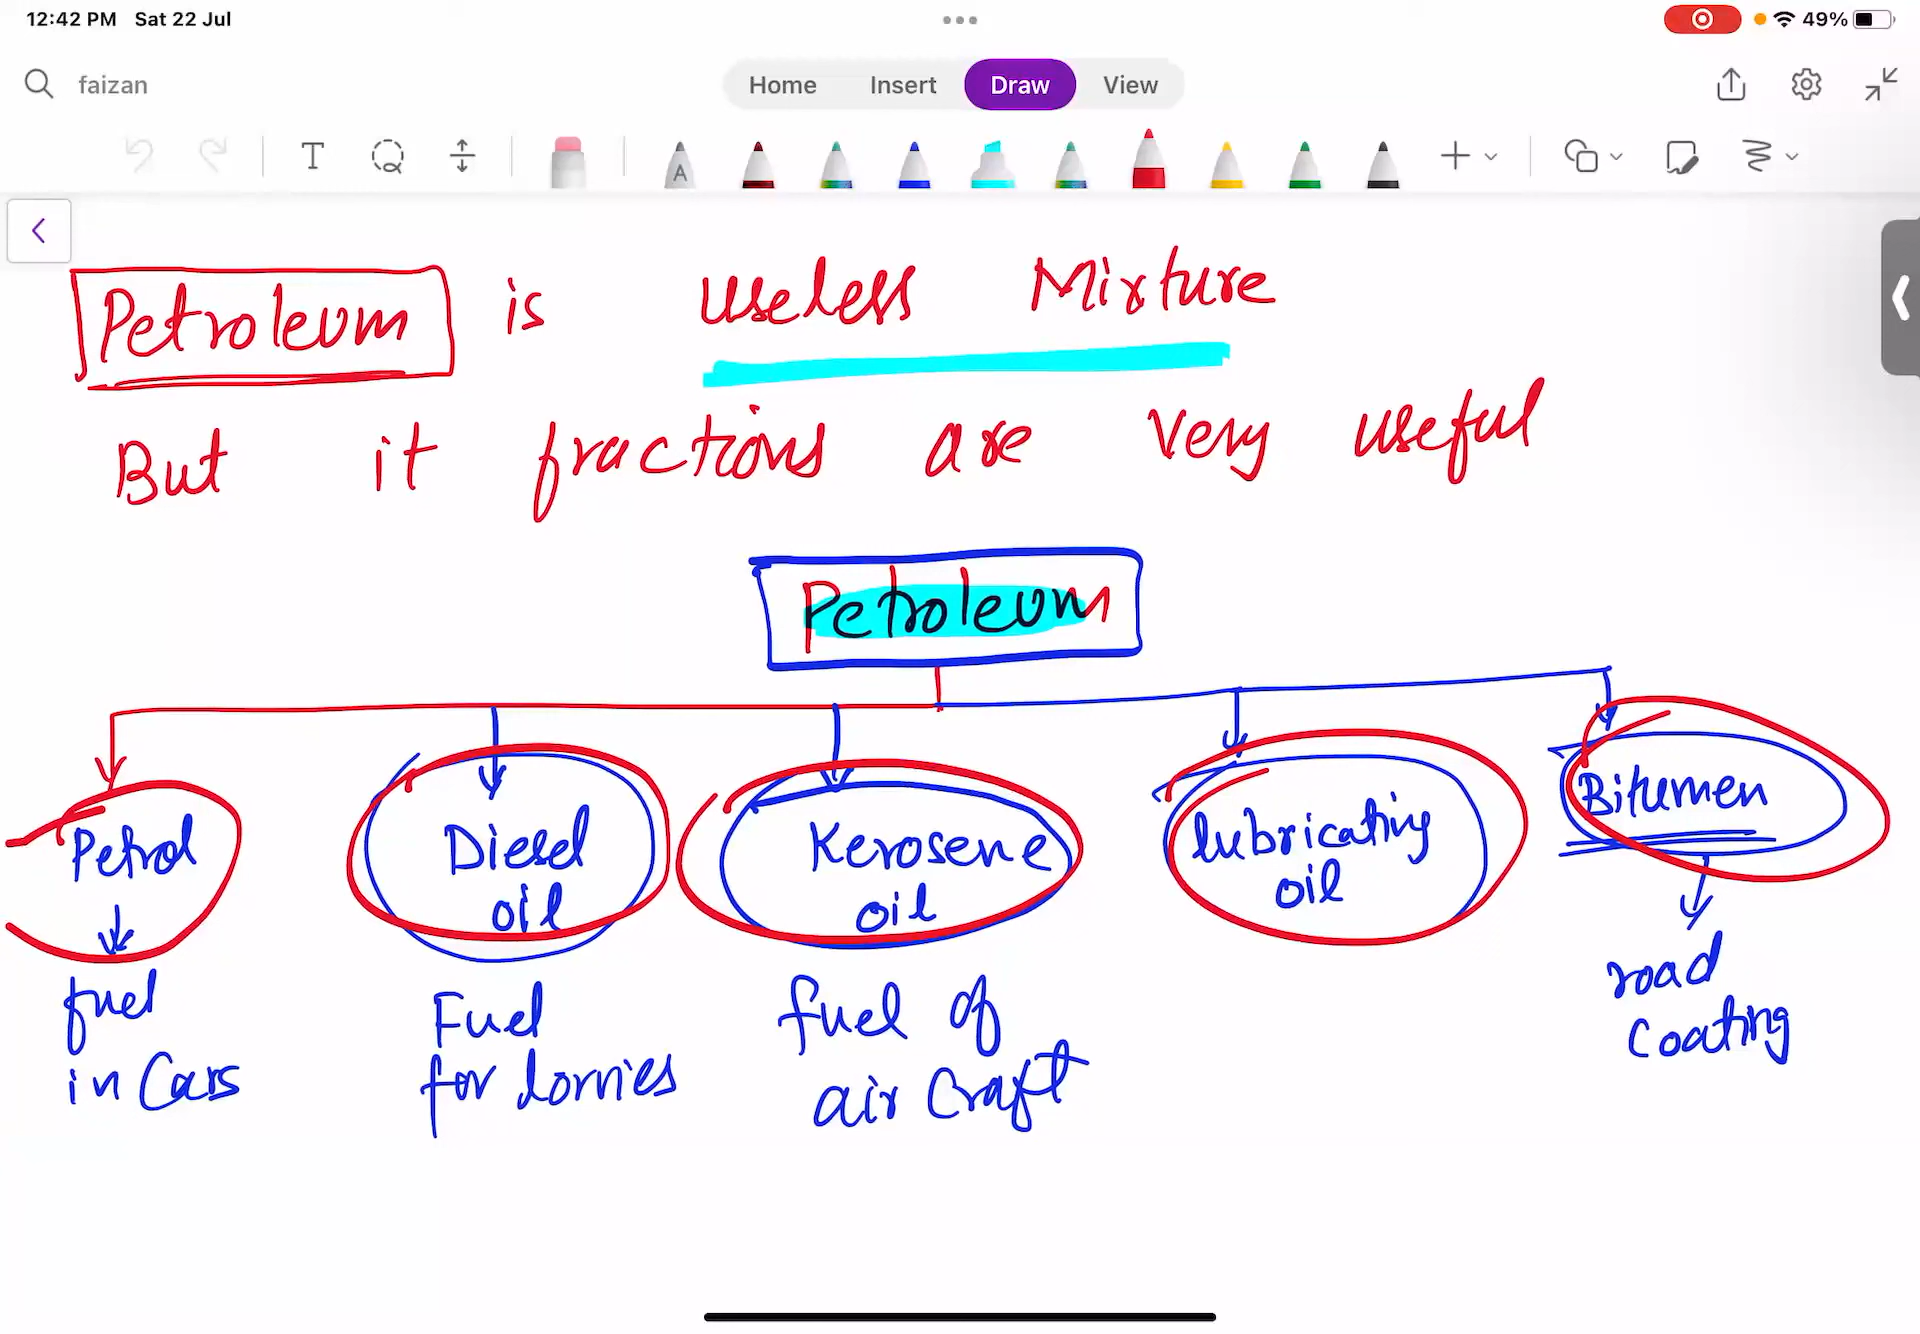 12:42 PM Sat 22 Jul
49%
faizan
Home Insert Draw View
T
A
Petroleum is useless Mixture
But it fractions are very useful
Petroleum
Petrol
Diesel oil
Kerosene oil
lubricating oil
Bitumen
fuel in Cars
Fuel for lorries
fuel of air Craft
road coating